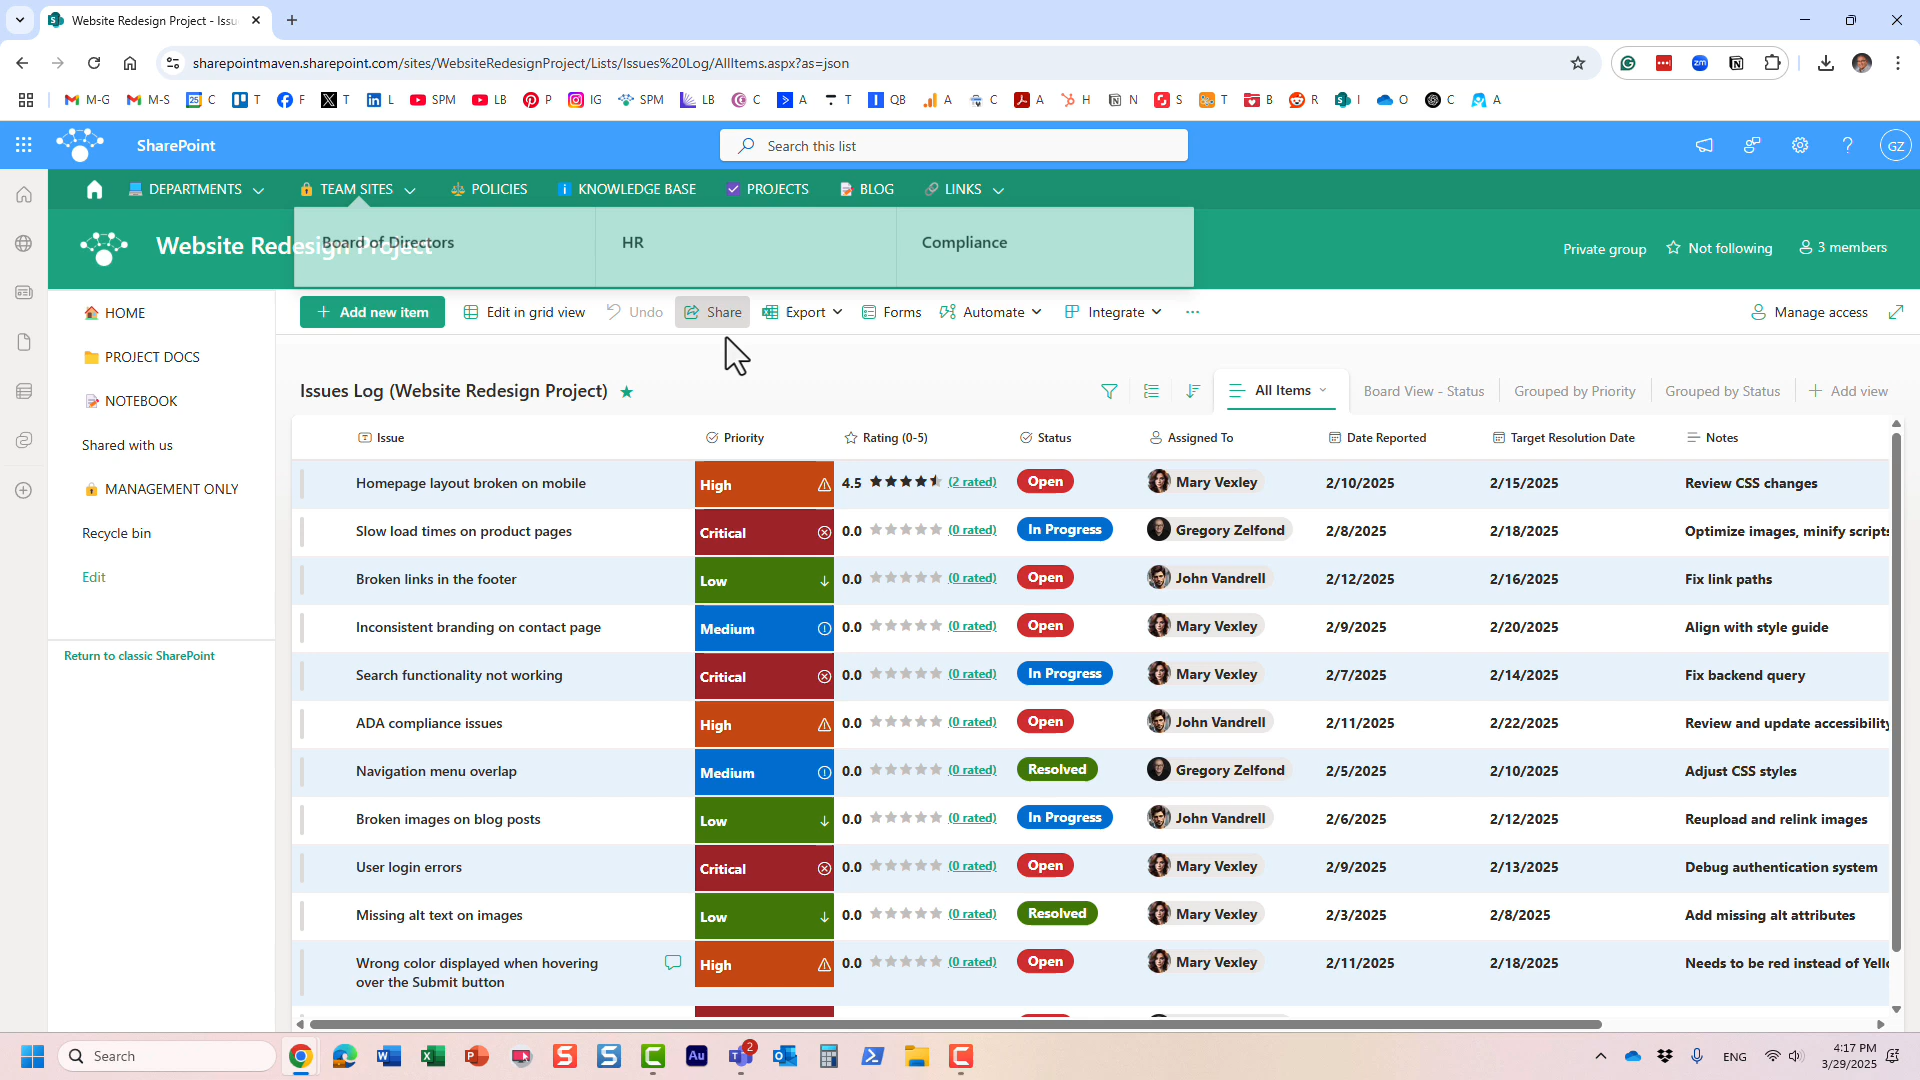 Website Redesign Project - Issu
sharepointmaven.sharepoint.com/sites/WebsiteRedesignProject/Lists/Issues%20Log/AllItems.aspx?as=json
M-G M-S C T F T L SPM LB P IG SPM LB C A T QB A C A H N S T B R I O C A
SharePoint
Search this list
GZ
DEPARTMENTS TEAM SITES POLICIES KNOWLEDGE BASE PROJECTS BLOG LINKS
Website Redesign Project
Board of Directors HR Compliance
Private group Not following 3 members
HOME
PROJECT DOCS
NOTEBOOK
Shared with us
MANAGEMENT ONLY
Recycle bin
Edit
Return to classic SharePoint
Add new item Edit in grid view Undo Share Export Forms Automate Integrate ... Manage access
Issues Log (Website Redesign Project)
All Items Board View - Status Grouped by Priority Grouped by Status Add view
Issue Priority Rating (0-5) Status Assigned To Date Reported Target Resolution Date Notes
Homepage layout broken on mobile High 4.5 (2 rated) Open Mary Vexley 2/10/2025 2/15/2025 Review CSS changes
Slow load times on product pages Critical 0.0 (0 rated) In Progress Gregory Zelfond 2/8/2025 2/18/2025 Optimize images, minify scripts
Broken links in the footer Low 0.0 (0 rated) Open John Vandrell 2/12/2025 2/16/2025 Fix link paths
Inconsistent branding on contact page Medium 0.0 (0 rated) Open Mary Vexley 2/9/2025 2/20/2025 Align with style guide
Search functionality not working Critical 0.0 (0 rated) In Progress Mary Vexley 2/7/2025 2/14/2025 Fix backend query
ADA compliance issues High 0.0 (0 rated) Open John Vandrell 2/11/2025 2/22/2025 Review and update accessibility
Navigation menu overlap Medium 0.0 (0 rated) Resolved Gregory Zelfond 2/5/2025 2/10/2025 Adjust CSS styles
Broken images on blog posts Low 0.0 (0 rated) In Progress John Vandrell 2/6/2025 2/12/2025 Reupload and relink images
User login errors Critical 0.0 (0 rated) Open Mary Vexley 2/9/2025 2/13/2025 Debug authentication system
Missing alt text on images Low 0.0 (0 rated) Resolved Mary Vexley 2/3/2025 2/8/2025 Add missing alt attributes
Wrong color displayed when hovering High 0.0 (0 rated) Open Mary Vexley 2/11/2025 2/18/2025 Needs to be red instead of Yello
over the Submit button
Search
Au
2
ENG
4:17 PM
3/29/2025